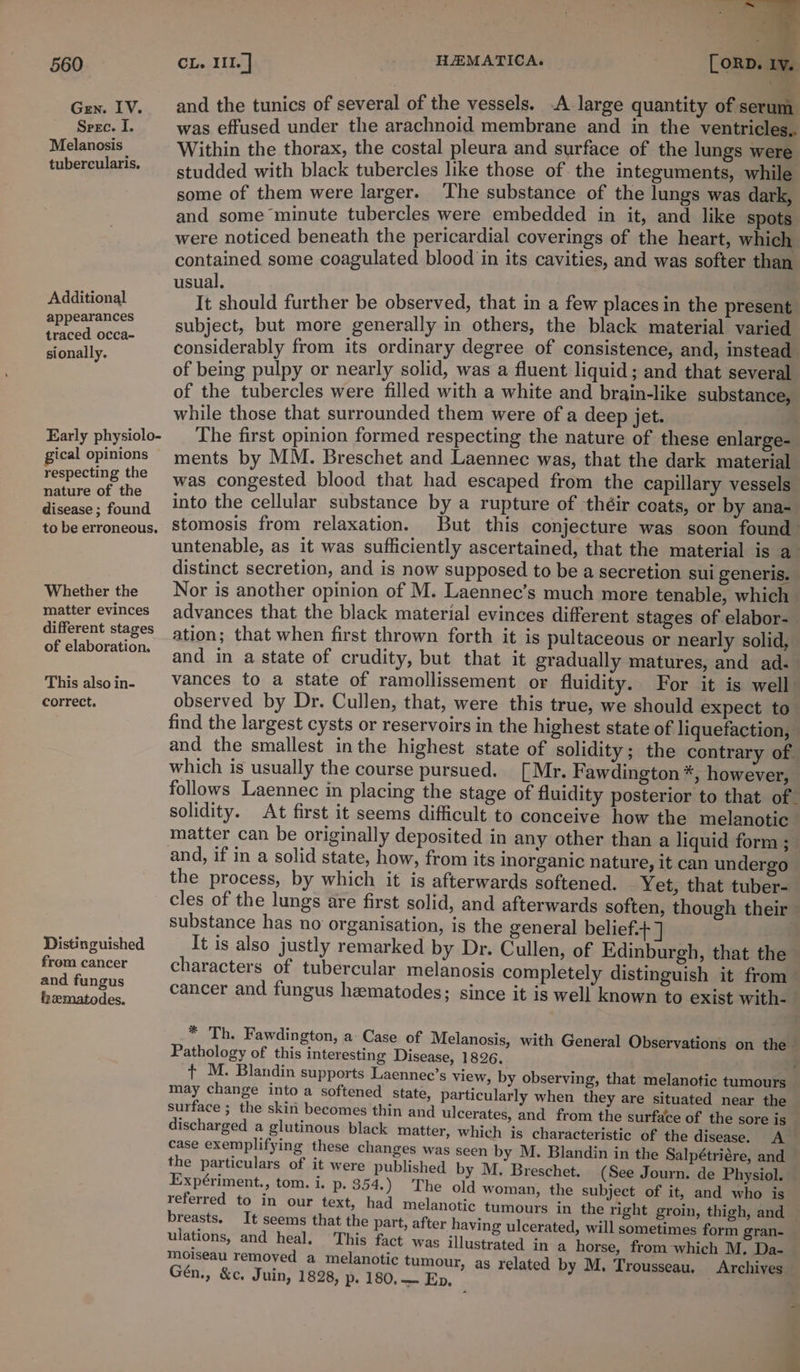 560
CL. III.]
HÆMATICA.
[ORD. IV.
Gen. IV.
Spec. I.
Melanosis
tubercularis.
Additional
appearances
traced occa-
sionally.
Early physiolo-
gical opinions
respecting the
nature of the
disease; found
to be erroneous.
Whether the
matter evinces
different stages
of elaboration.
This also in-
correct.
Distinguished
from cancer
and fungus
hæmatodes.
and the tunics of several of the vessels. A large quantity of serum
was effused under the arachnoid membrane and in the ventricles.
Within the thorax, the costal pleura and surface of the lungs were
studded with black tubercles like those of the integuments, while
some of them were larger. The substance of the lungs was dark,
and some minute tubercles were embedded in it, and like spots
were noticed beneath the pericardial coverings of the heart, which
contained some coagulated blood in its cavities, and was softer than
usual.
It should further be observed, that in a few places in the present
subject, but more generally in others, the black material varied
considerably from its ordinary degree of consistence, and, instead
of being pulpy or nearly solid, was a fluent liquid; and that several
of the tubercles were filled with a white and brain-like substance,
while those that surrounded them were of a deep jet.
The first opinion formed respecting the nature of these enlarge-
ments by MM. Breschet and Laennec was, that the dark material
was congested blood that had escaped from the capillary vessels
into the cellular substance by a rupture of théir coats, or by ana-
stomosis from relaxation. But this conjecture was soon found
untenable, as it was sufficiently ascertained, that the material is a
distinct secretion, and is now supposed to be a secretion sui generis.
Nor is another opinion of M. Laennec's much more tenable, which
advances that the black material evinces different stages of elabor-
ation; that when first thrown forth it is pultaceous or nearly solid,
and in a state of crudity, but that it gradually matures, and ad-
vances to a state of ramollissement or fluidity. For it is well
observed by Dr. Cullen, that, were this true, we should expect to
find the largest cysts or reservoirs in the highest state of liquefaction,
and the smallest in the highest state of solidity; the contrary of
which is usually the course pursued. [Mr. Fawdington*, however,
follows Laennec in placing the stage of fluidity posterior to that of
solidity. At first it seems difficult to conceive how the melanotic
matter can be originally deposited in any other than a liquid form;
and, if in a solid state, how, from its inorganic nature, it can undergo
the process, by which it is afterwards softened. Yet, that tuber-
cles of the lungs are first solid, and afterwards soften, though their
substance has no organisation, is the general belief.†]
It is also justly remarked by Dr. Cullen, of Edinburgh, that the
characters of tubercular melanosis completely distinguish it from
cancer and fungus hæmatodes; since it is well known to exist with-
* Th. Fawdington, a Case of Melanosis, with General Observations on the
Pathology of this interesting Disease, 1826.
† M. Blandin supports Laennec's view, by observing, that melanotic tumours
may change into a softened state, particularly when they are situated near the
surface; the skin becomes thin and ulcerates, and from the surface of the sore is
discharged a glutinous black matter, which is characteristic of the disease. A
case exemplifying these changes was seen by M. Blandin in the Salpétrière, and
the particulars of it were published by M. Breschet. (See Journ. de Physiol.
Expériment., tom. i. p. 354.) The old woman, the subject of it, and who is
referred to in our text, had melanotic tumours in the right groin, thigh, and
breasts. It seems that the part, after having ulcerated, will sometimes form gran-
ulations, and heal. This fact was illustrated in a horse, from which M. Da-
moiseau removed a melanotic tumour, as related by M. Trousseau. Archives
Gén., &c. Juin, 1828, p. 180.—ED.